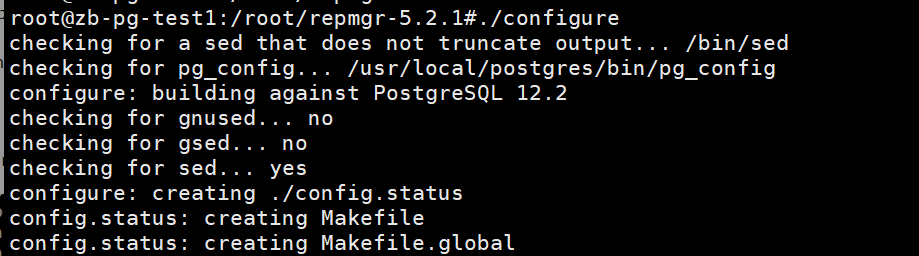 root@zb-pg-test1:/root/repmgr-5.2.1#./configure
checking for a sed that does not truncate output... /bin/sed
checking for pg_config... /usr/local/postgres/bin/pg_config
configure: building against PostgreSQL 12.2
checking for gnused... no
checking for gsed... no
checking for sed... yes
configure: creating ./config.status
config.status: creating Makefile
config.status: creating Makefile.global